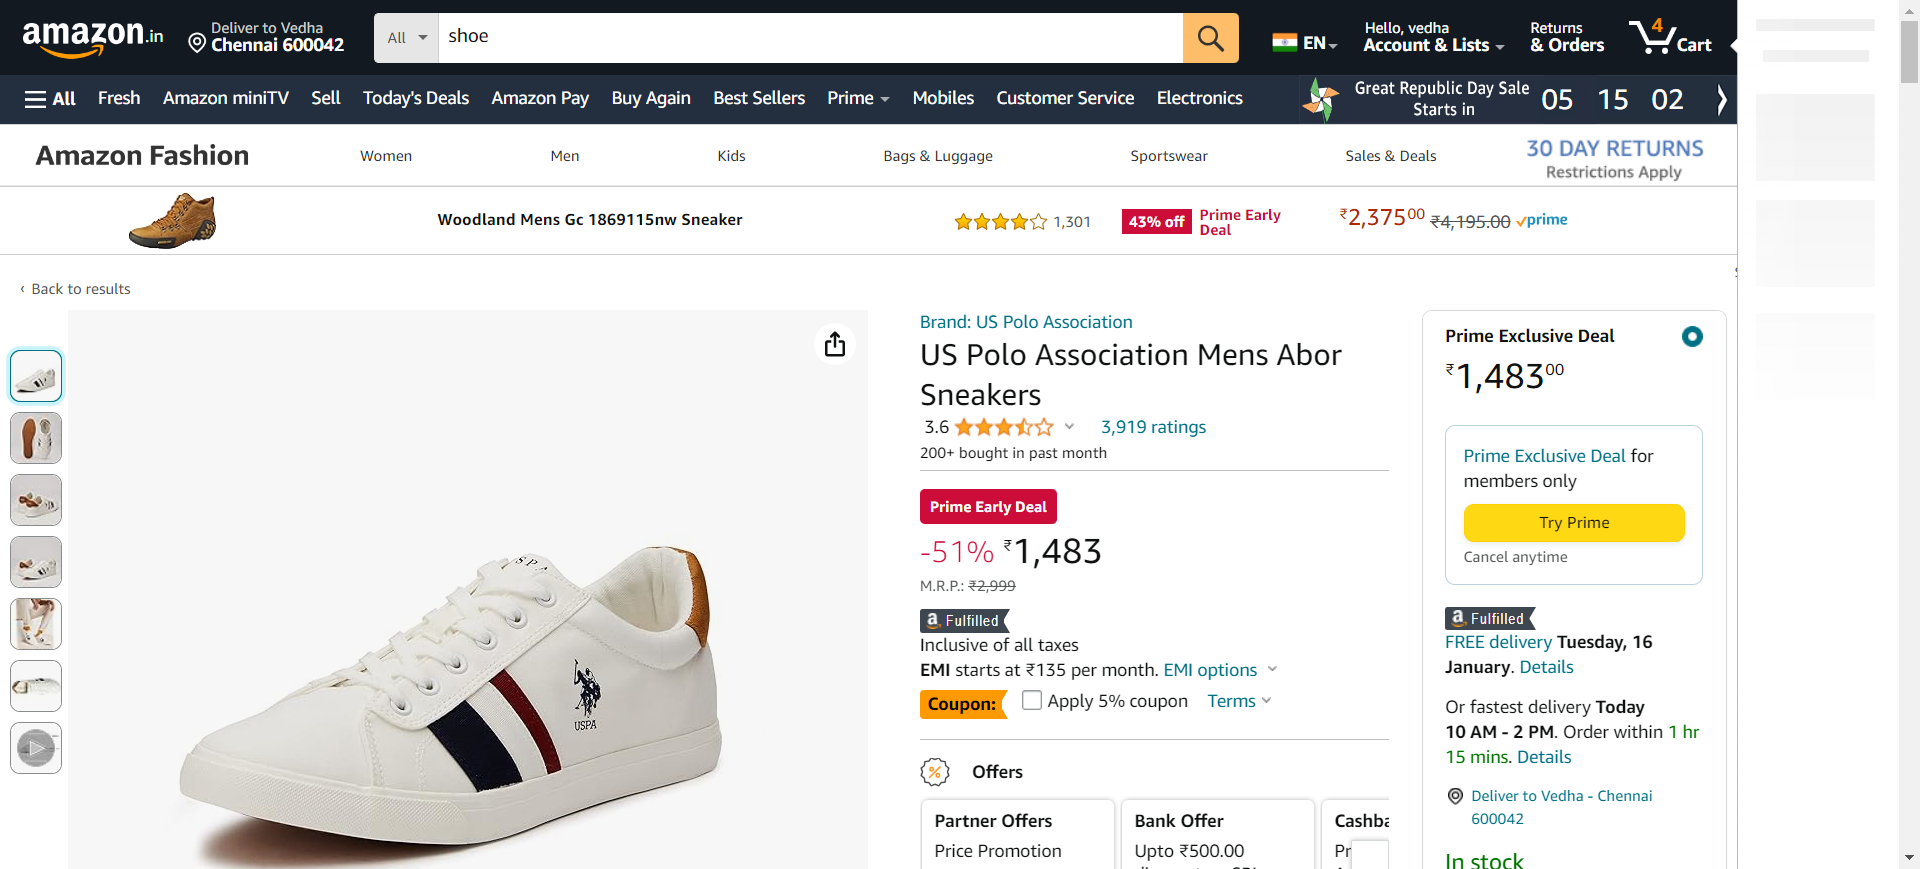 amazon.in
Deliver to Vedha
Chennai 600042
All
shoe
EN
Hello, vedha
Account & Lists
Returns
& Orders
4
Cart
All
Fresh
Amazon miniTV
Sell
Today's Deals
Amazon Pay
Buy Again
Best Sellers
Prime
Mobiles
Customer Service
Electronics
Great Republic Day Sale
Starts in
05 15 02
Amazon Fashion
Women
Men
Kids
Bags & Luggage
Sportswear
Sales & Deals
30 DAY RETURNS
Restrictions Apply
Woodland Mens Gc 1869115nw Sneaker
1,301
43% off
Prime Early
Deal
₹2,37500 ₹4,195.00 prime
‹ Back to results
USPA
Brand: US Polo Association
US Polo Association Mens Abor
Sneakers
3.6
3,919 ratings
200+ bought in past month
Prime Early Deal
-51% ₹1,483
M.R.P.: ₹2,999
a Fulfilled
Inclusive of all taxes
EMI starts at ₹135 per month. EMI options
Coupon:
Apply 5% coupon
Terms
% Offers
Partner Offers
Price Promotion
Bank Offer
Upto ₹500.00
Prime Exclusive Deal
₹1,48300
Prime Exclusive Deal for
members only
Try Prime
Cancel anytime
a Fulfilled
FREE delivery Tuesday, 16
January. Details
Or fastest delivery Today
10 AM - 2 PM. Order within 1 hr
15 mins. Details
Deliver to Vedha - Chennai
600042
In stock